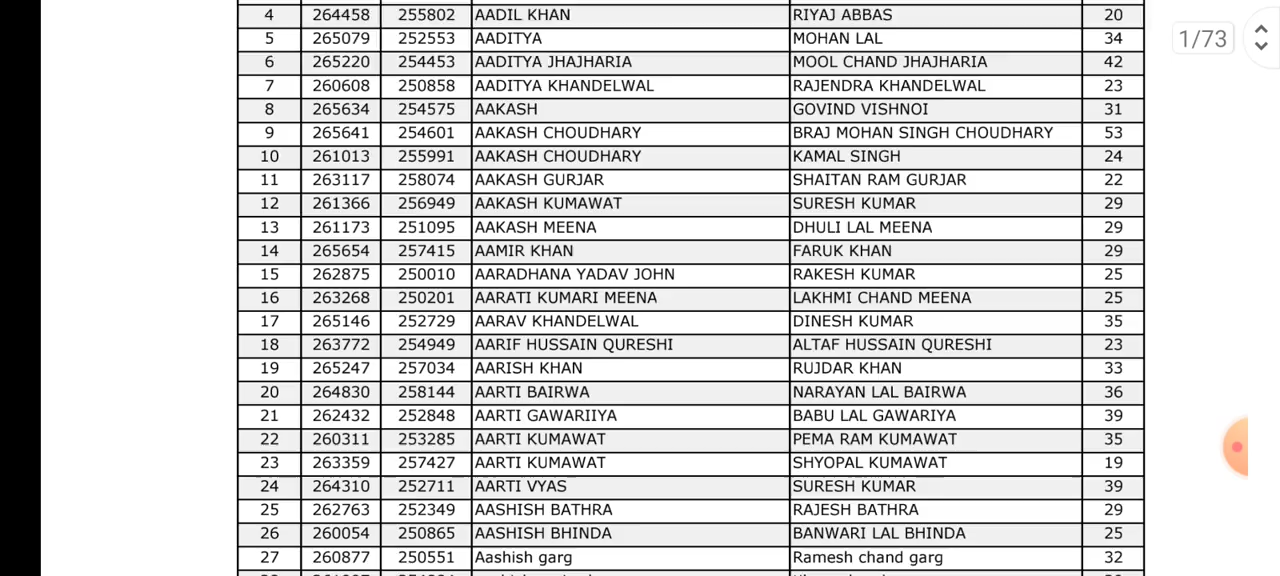 4 264458 255802 AADIL KHAN RIYAJ ABBAS 20
1/73
5 265079 252553 AADITYA MOHAN LAL 34
6 265220 254453 AADITYA JHAJHARIA MOOL CHAND JHAJHARIA 42
7 260608 250858 AADITYA KHANDELWAL RAJENDRA KHANDELWAL 23
8 265634 254575 AAKASH GOVIND VISHNOI 31
9 265641 254601 AAKASH CHOUDHARY BRAJ MOHAN SINGH CHOUDHARY 53
10 261013 255991 AAKASH CHOUDHARY KAMAL SINGH 24
11 263117 258074 AAKASH GURJAR SHAITAN RAM GURJAR 22
12 261366 256949 AAKASH KUMAWAT SURESH KUMAR 29
13 261173 251095 AAKASH MEENA DHULI LAL MEENA 29
14 265654 257415 AAMIR KHAN FARUK KHAN 29
15 262875 250010 AARADHANA YADAV JOHN RAKESH KUMAR 25
16 263268 250201 AARATI KUMARI MEENA LAKHMI CHAND MEENA 25
17 265146 252729 AARAV KHANDELWAL DINESH KUMAR 35
18 263772 254949 AARIF HUSSAIN QURESHI ALTAF HUSSAIN QURESHI 23
19 265247 257034 AARISH KHAN RUJDAR KHAN 33
20 264830 258144 AARTI BAIRWA NARAYAN LAL BAIRWA 36
21 262432 252848 AARTI GAWARIIYA BABU LAL GAWARIYA 39
22 260311 253285 AARTI KUMAWAT PEMA RAM KUMAWAT 35
23 263359 257427 AARTI KUMAWAT SHYOPAL KUMAWAT 19
24 264310 252711 AARTI VYAS SURESH KUMAR 39
25 262763 252349 AASHISH BATHRA RAJESH BATHRA 29
26 260054 250865 AASHISH BHINDA BANWARI LAL BHINDA 25
27 260877 250551 Aashish garg Ramesh chand garg 32